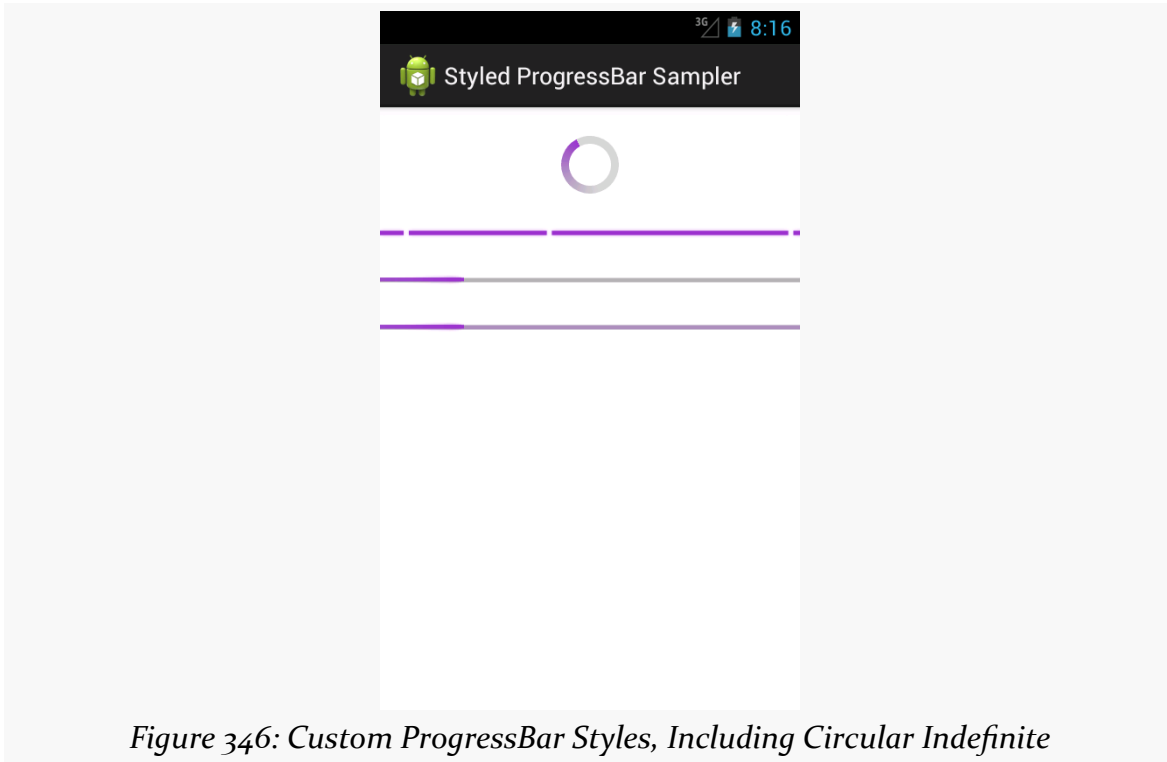 3G 8:16
Styled ProgressBar Sampler
Figure 346: Custom ProgressBar Styles, Including Circular Indefinite